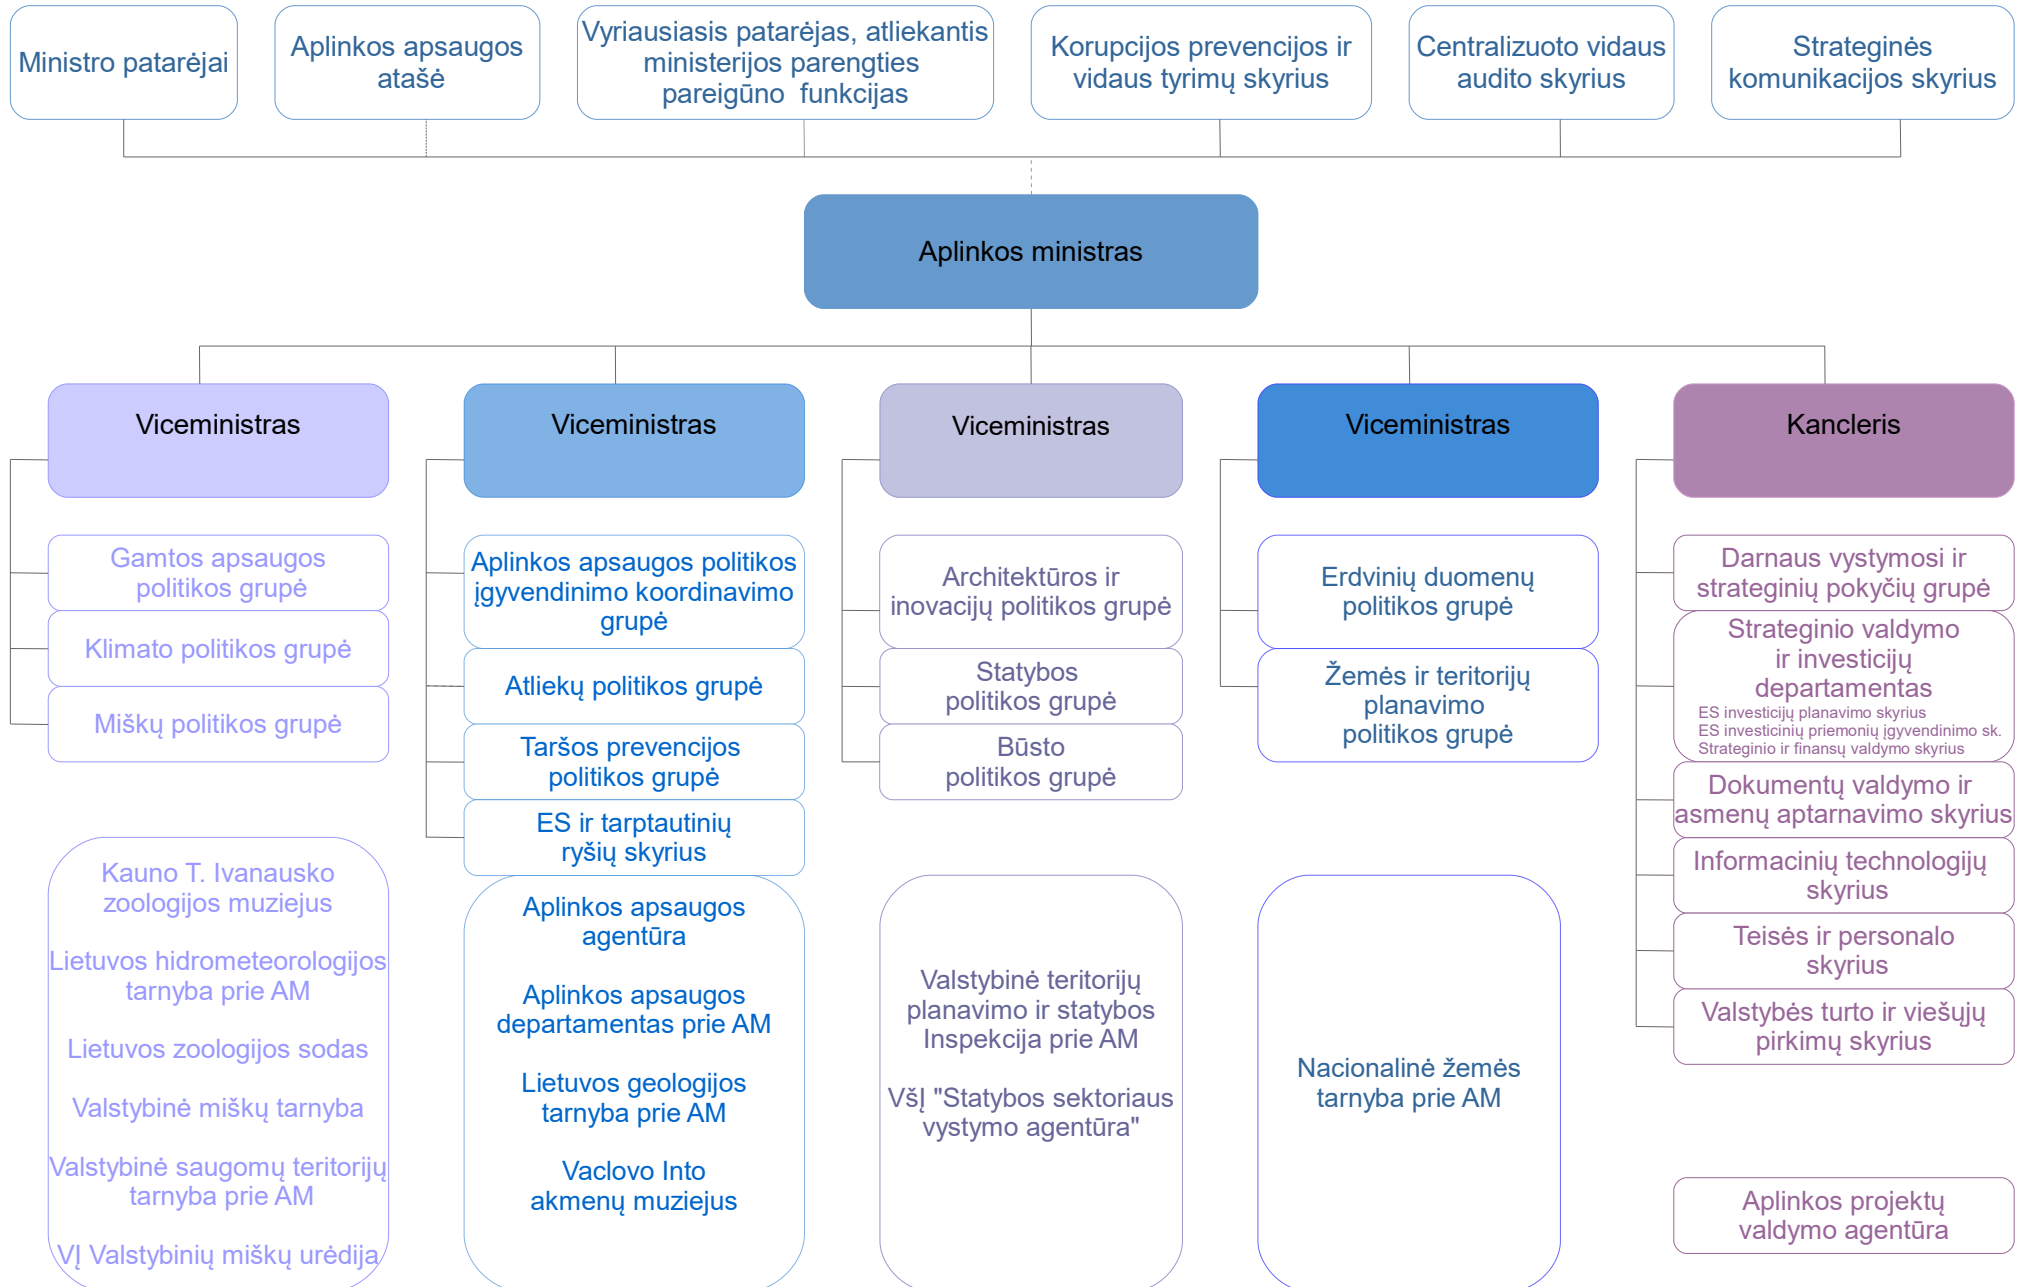 Ministro patarėjai
Aplinkos apsaugos
atašė
Vyriausiasis patarėjas, atliekantis
ministerijos parengties
pareigūno funkcijas
Korupcijos prevencijos ir
vidaus tyrimų skyrius
Centralizuoto vidaus
audito skyrius
Strateginės
komunikacijos skyrius
Aplinkos ministras
Viceministras
Gamtos apsaugos
politikos grupė
Klimato politikos grupė
Miškų politikos grupė
Kauno T. Ivanausko
zoologijos muziejus
Lietuvos hidrometeorologijos
tarnyba prie AM
Lietuvos zoologijos sodas
Valstybinė miškų tarnyba
Valstybinė saugomų teritorijų
tarnyba prie AM
VĮ Valstybinių miškų urėdija
Viceministras
Aplinkos apsaugos politikos
įgyvendinimo koordinavimo
grupė
Atliekų politikos grupė
Taršos prevencijos
politikos grupė
ES ir tarptautinių
ryšių skyrius
Aplinkos apsaugos
agentūra
Aplinkos apsaugos
departamentas prie AM
Lietuvos geologijos
tarnyba prie AM
Vaclovo Into
akmenų muziejus
Viceministras
Architektūros ir
inovacijų politikos grupė
Statybos
politikos grupė
Būsto
politikos grupė
Valstybinė teritorijų
planavimo ir statybos
Inspekcija prie AM
VšĮ "Statybos sektoriaus
vystymo agentūra"
Viceministras
Erdvinių duomenų
politikos grupė
Žemės ir teritorijų
planavimo
politikos grupė
Nacionalinė žemės
tarnyba prie AM
Kancleris
Darnaus vystymosi ir
strateginių pokyčių grupė
Strateginio valdymo
ir investicijų
departamentas
ES investicijų planavimo skyrius
ES investicinių priemonių įgyvendinimo sk.
Strateginio ir finansų valdymo skyrius
Dokumentų valdymo ir
asmenų aptarnavimo skyrius
Informacinių technologijų
skyrius
Teisės ir personalo
skyrius
Valstybės turto ir viešųjų
pirkimų skyrius
Aplinkos projektų
valdymo agentūra